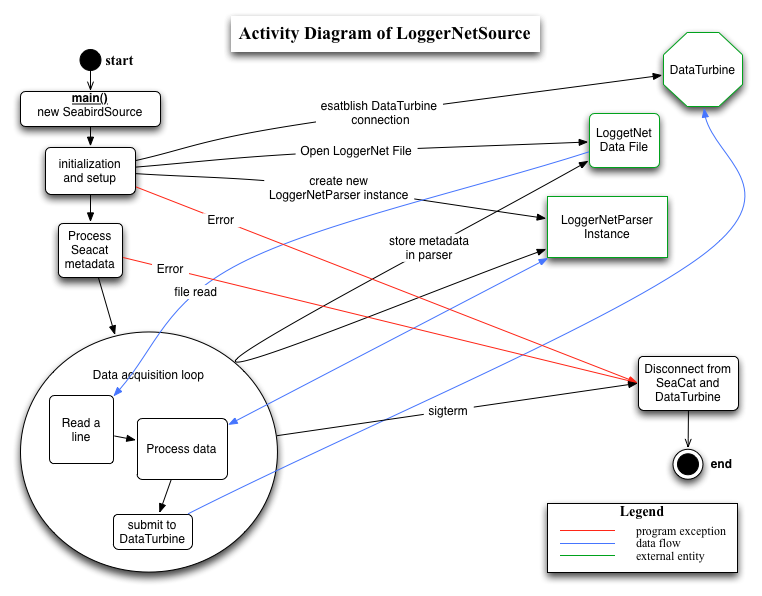 Activity Diagram of LoggerNetSource
start
DataTurbine
main()
new SeabirdSource
esatblish DataTurbine
connection
LoggetNet
Data File
Open LoggerNet File
initialization
and setup
create new
LoggerNetParser instance
LoggerNetParser
Instance
Error
Process
Seacat
metadata
store metadata
in parser
Error
file read
Data acquisition loop
Disconnect from
SeaCat and
DataTurbine
Read a
line
sigterm
Process data
end
submit to
DataTurbine
Legend
program exception
data flow
external entity